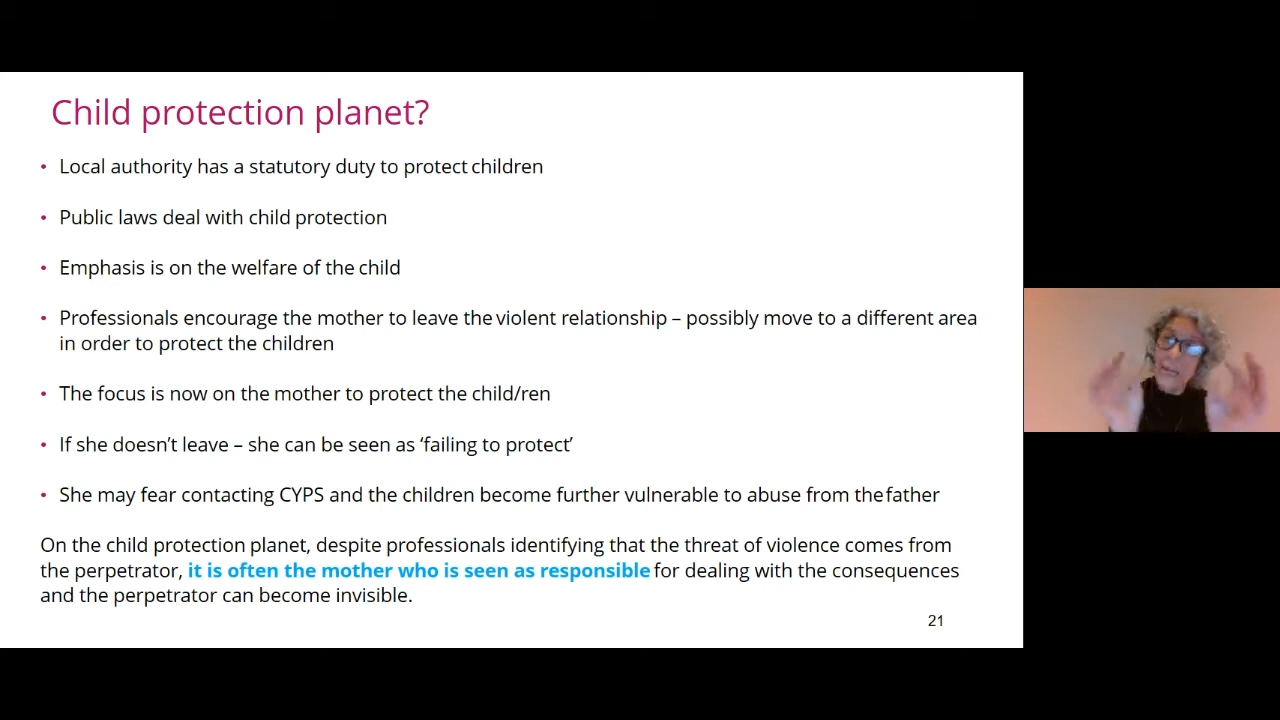 Child protection planet?
• Local authority has a statutory duty to protect children
• Public laws deal with child protection
• Emphasis is on the welfare of the child
• Professionals encourage the mother to leave the violent relationship – possibly move to a different area
in order to protect the children
• The focus is now on the mother to protect the child/ren
• If she doesn’t leave – she can be seen as ‘failing to protect’
• She may fear contacting CYPS and the children become further vulnerable to abuse from the father
On the child protection planet, despite professionals identifying that the threat of violence comes from
the perpetrator, it is often the mother who is seen as responsible for dealing with the consequences
and the perpetrator can become invisible.
21